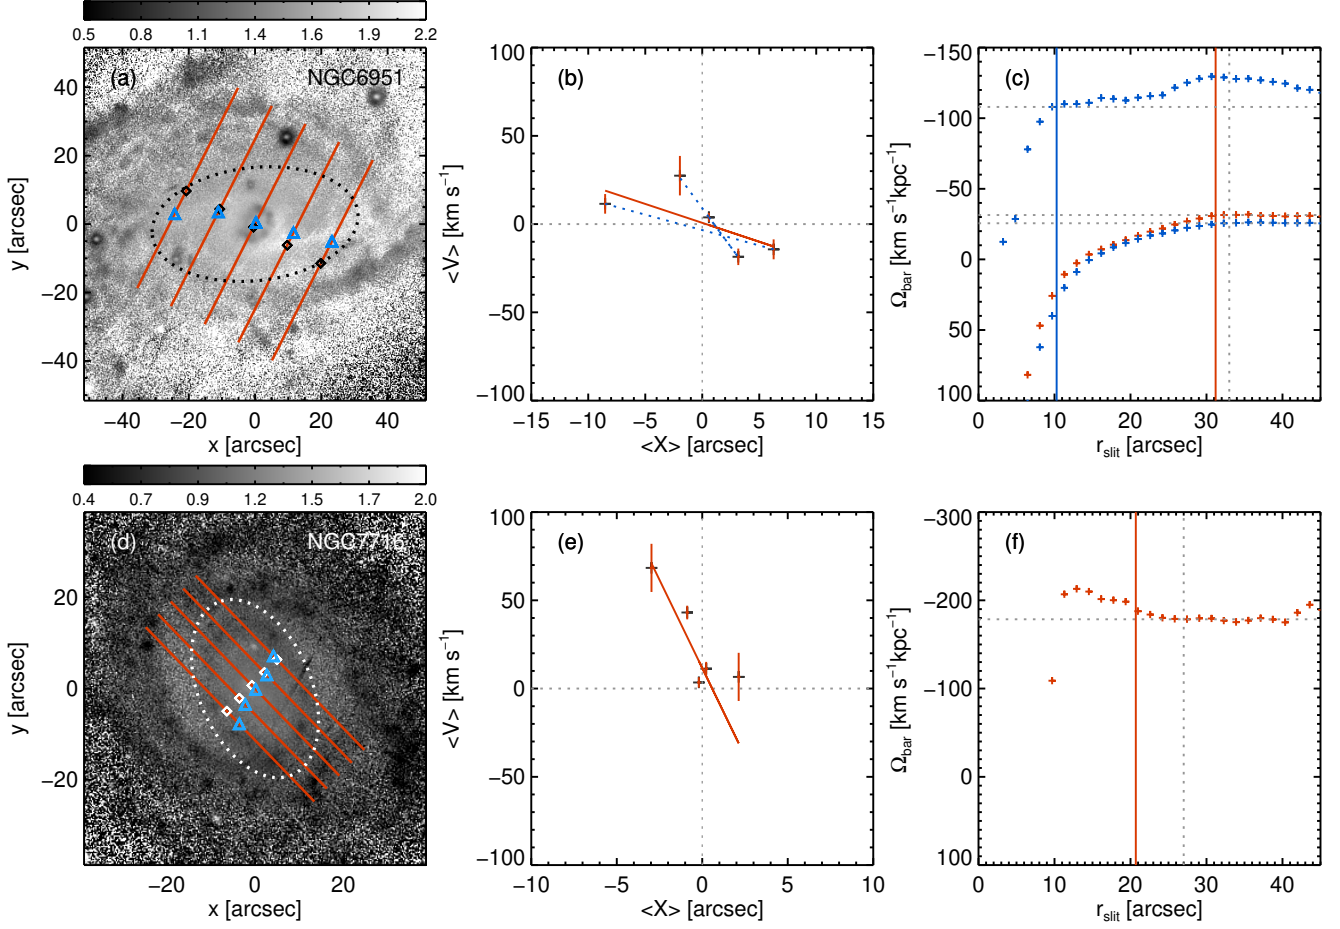 0.5 0.8 1.1 1.4 1.6 1.9 2.2
(a) NGC6951
40
20
0
−20
−40
y [arcsec]
−40 −20 0 20 40
x [arcsec]
(b)
100
50
0
−50
−100
<V> [km s⁻¹]
−15 −10 −5 0 5 10 15
<X> [arcsec]
(c)
−150
−100
−50
0
50
100
Ω_bar [km s⁻¹kpc⁻¹]
0 10 20 30 40
r_slit [arcsec]
0.4 0.7 0.9 1.2 1.5 1.7 2.0
(d) NGC7716
20
0
−20
y [arcsec]
−20 0 20
x [arcsec]
(e)
100
50
0
−50
−100
<V> [km s⁻¹]
−10 −5 0 5 10
<X> [arcsec]
(f)
−300
−200
−100
0
100
Ω_bar [km s⁻¹kpc⁻¹]
0 10 20 30 40
r_slit [arcsec]